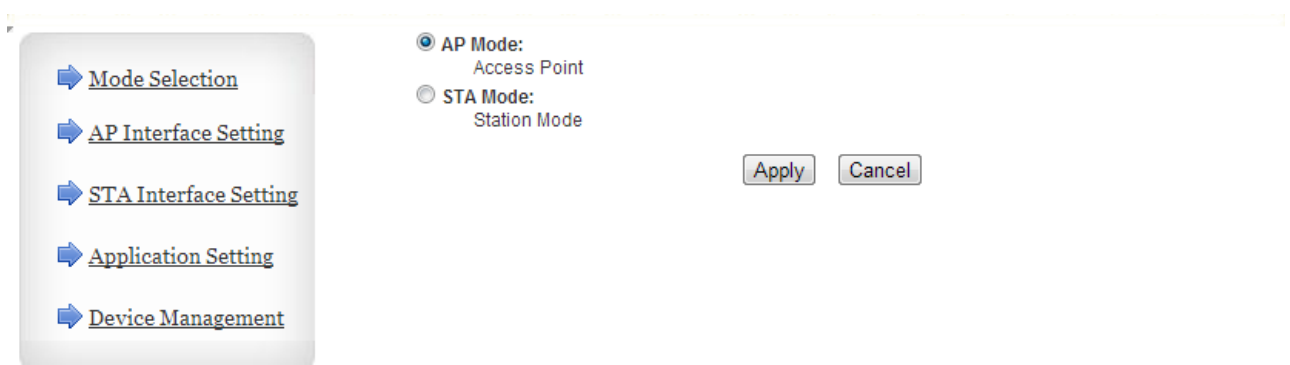 Mode Selection
AP Interface Setting
STA Interface Setting
Application Setting
Device Management
AP Mode:
Access Point
STA Mode:
Station Mode
Apply Cancel